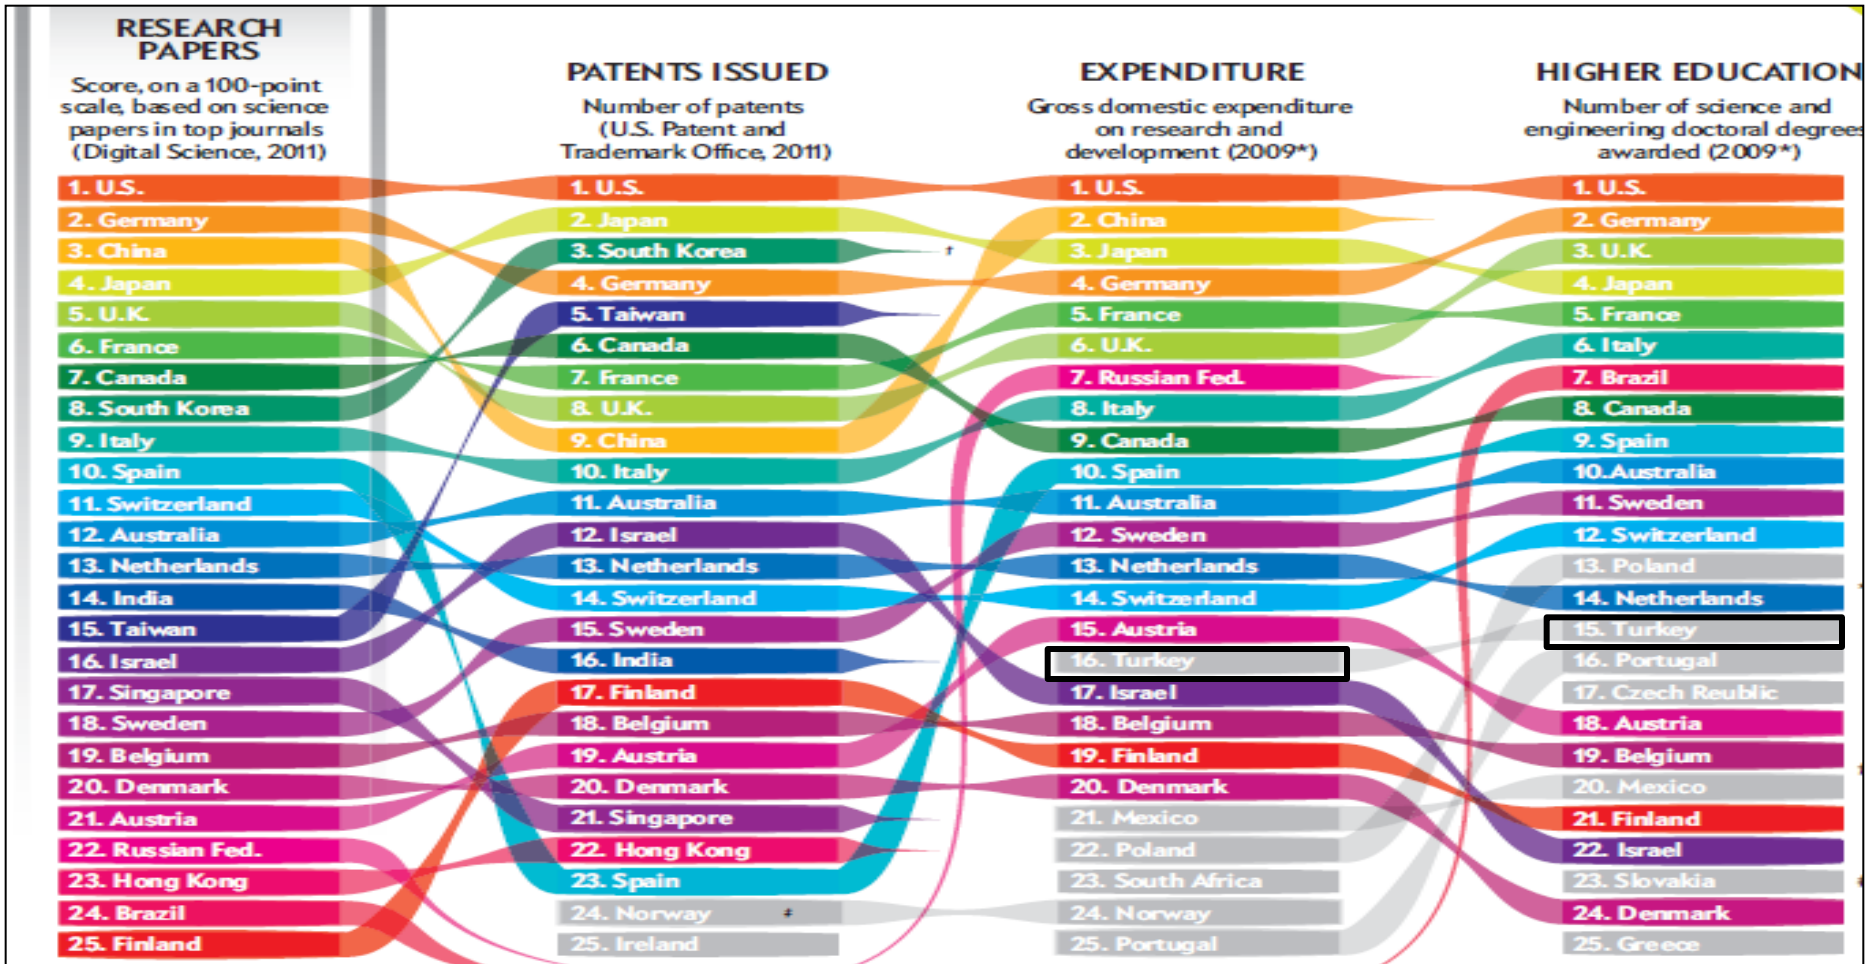 RESEARCH
PAPERS
Score, on a 100-point
scale, based on science
papers in top journals
(Digital Science, 2011)
1. U.S.
2. Germany
3. China
4. Japan
5. U.K.
6. France
7. Canada
8. South Korea
9. Italy
10. Spain
11. Switzerland
12. Australia
13. Netherlands
14. India
15. Taiwan
16. Israel
17. Singapore
18. Sweden
19. Belgium
20. Denmark
21. Austria
22. Russian Fed.
23. Hong Kong
24. Brazil
25. Finland
PATENTS ISSUED
Number of patents
(U.S. Patent and
Trademark Office, 2011)
1. U.S.
2. Japan
3. South Korea
4. Germany
5. Taiwan
6. Canada
7. France
8. U.K.
9. China
10. Italy
11. Australia
12. Israel
13. Netherlands
14. Switzerland
15. Sweden
16. India
17. Finland
18. Belgium
19. Austria
20. Denmark
21. Singapore
22. Hong Kong
23. Spain
24. Norway
25. Ireland
EXPENDITURE
Gross domestic expenditure
on research and
development (2009*)
1. U.S.
2. China
3. Japan
4. Germany
5. France
6. U.K.
7. Russian Fed.
8. Italy
9. Canada
10. Spain
11. Australia
12. Sweden
13. Netherlands
14. Switzerland
15. Austria
16. Turkey
17. Israel
18. Belgium
19. Finland
20. Denmark
21. Mexico
22. Poland
23. South Africa
24. Norway
25. Portugal
HIGHER EDUCATION
Number of science and
engineering doctoral degrees
awarded (2009*)
1. U.S.
2. Germany
3. U.K.
4. Japan
5. France
6. Italy
7. Brazil
8. Canada
9. Spain
10.Australia
11. Sweden
12. Switzerland
13. Poland
14. Netherlands
15. Turkey
16. Portugal
17. Czech Reublic
18. Austria
19. Belgium
20. Mexico
21. Finland
22. Israel
23. Slovakia
24. Denmark
25. Greece